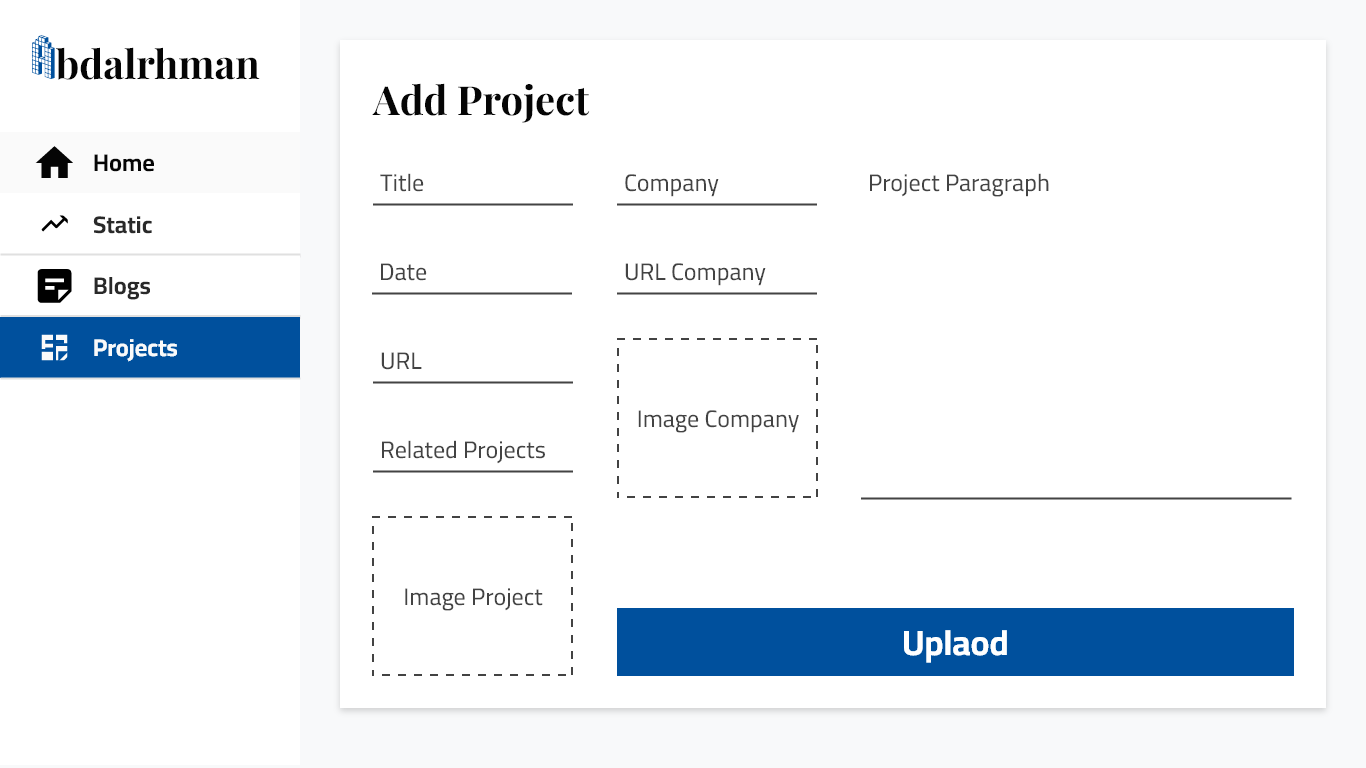 Abdalrhman
Home
Static
Blogs
Projects
Add Project
Title
Company
Project Paragraph
Date
URL Company
URL
Image Company
Related Projects
Image Project
Uplaod